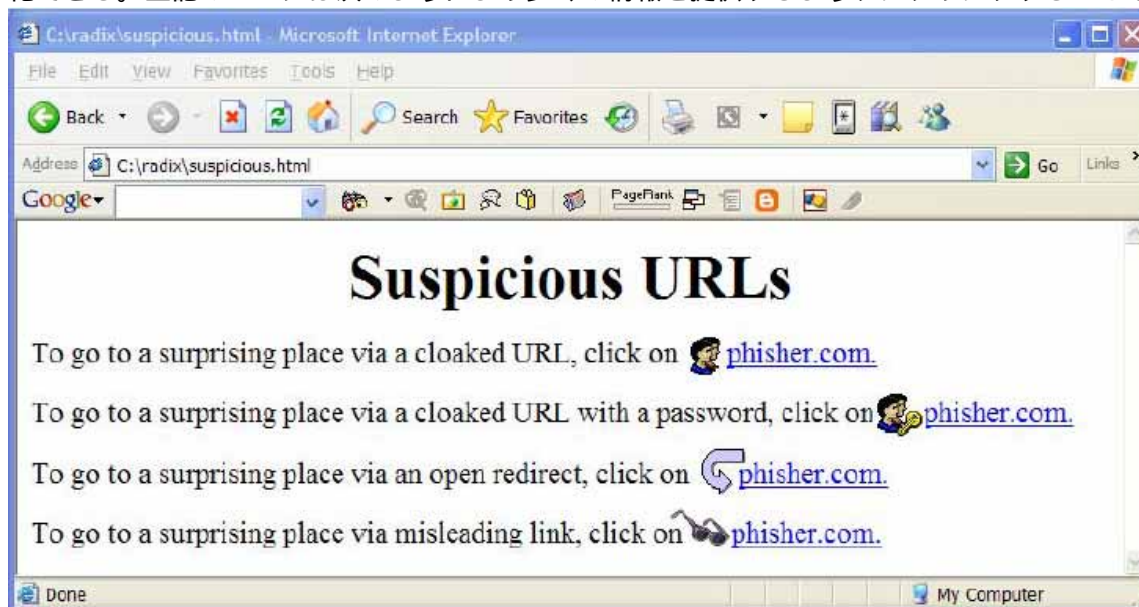 C:\radix\suspicious.html - Microsoft Internet Explorer
File Edit View Favorites Tools Help
Back Search Favorites
Address C:\radix\suspicious.html Go Links
Google PageRank
Suspicious URLs
To go to a surprising place via a cloaked URL, click on phisher.com.
To go to a surprising place via a cloaked URL with a password, click on phisher.com.
To go to a surprising place via an open redirect, click on phisher.com.
To go to a surprising place via misleading link, click on phisher.com.
Done My Computer